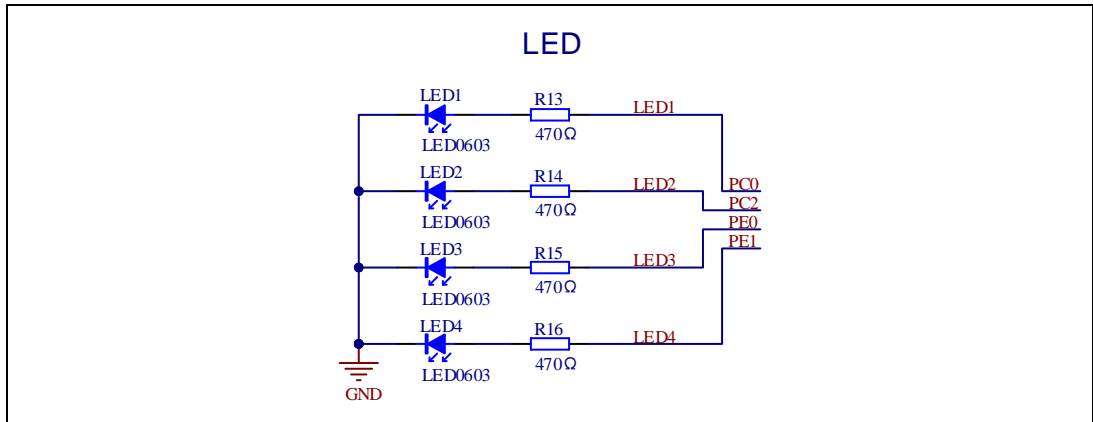 LED
LED1
R13
LED1
470Ω
LED0603
LED2
R14
LED2
PC0
470Ω
PC2
LED0603
PE0
PE1
LED3
R15
LED3
470Ω
LED0603
LED4
R16
LED4
470Ω
LED0603
GND